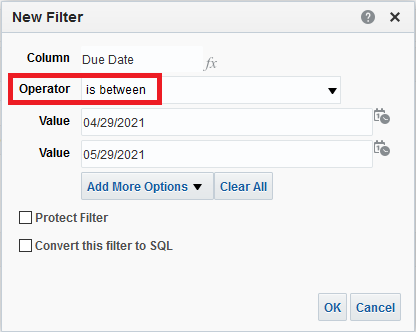 New Filter
Column Due Date fx
Operator is between
Value 04/29/2021
Value 05/29/2021
Add More Options Clear All
Protect Filter
Convert this filter to SQL
OK Cancel